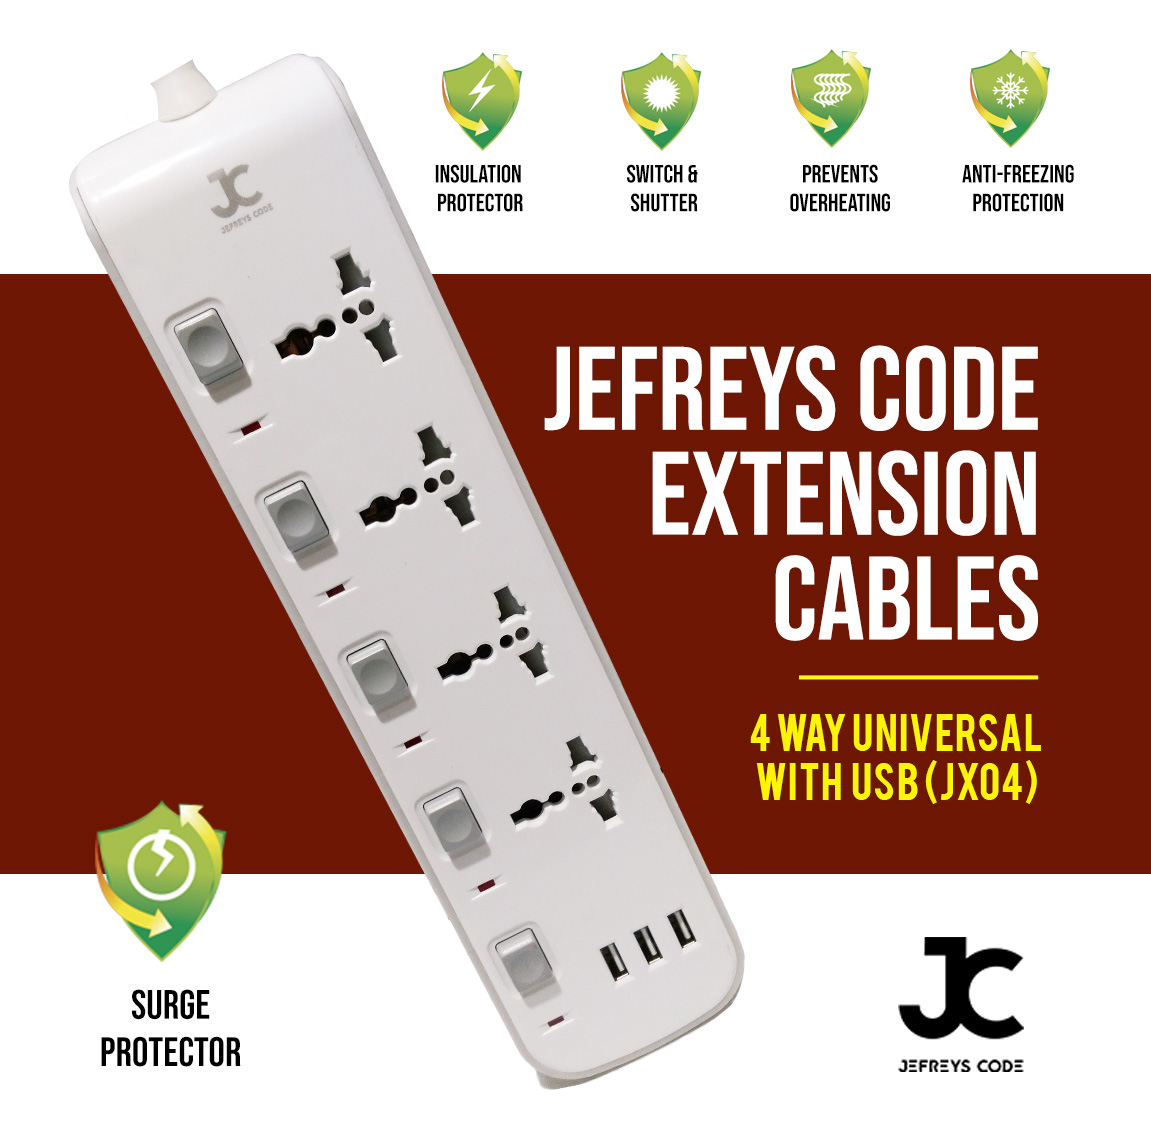 INSULATION
PROTECTOR
SWITCH &
SHUTTER
PREVENTS
OVERHEATING
ANTI-FREEZING
PROTECTION
JC
JEFREYS CODE
JEFREYS CODE
EXTENSION
CABLES
4 WAY UNIVERSAL
WITH USB (JX04)
SURGE
PROTECTOR
JC
JEFREYS CODE